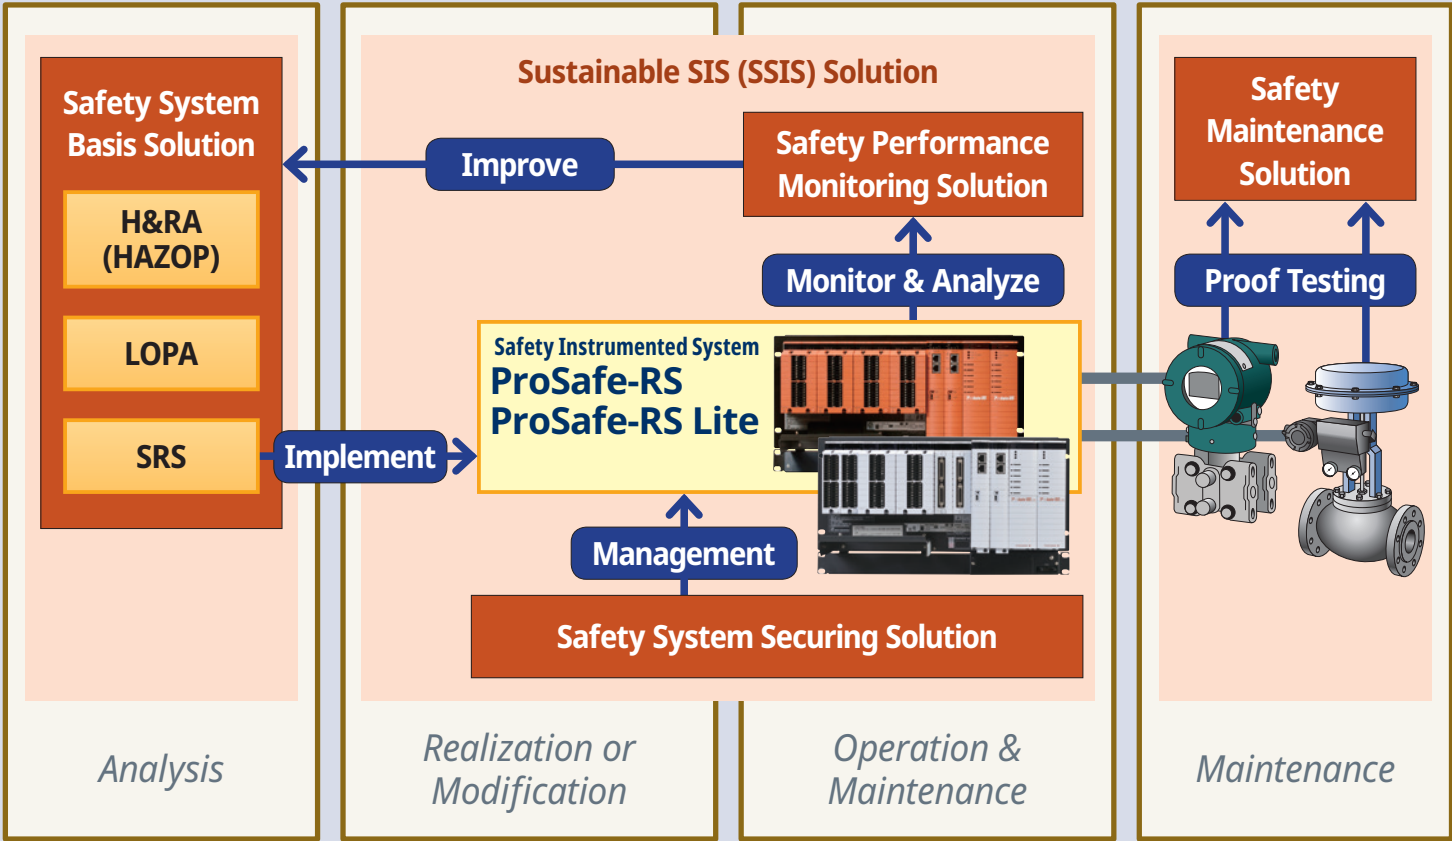 Sustainable SIS (SSIS) Solution
Safety System
Basis Solution
H&RA
(HAZOP)
LOPA
SRS
Improve
Implement
Safety Performance
Monitoring Solution
Monitor & Analyze
Safety Instrumented System
ProSafe-RS
ProSafe-RS Lite
Management
Safety System Securing Solution
Safety
Maintenance
Solution
Proof Testing
Analysis
Realization or
Modification
Operation &
Maintenance
Maintenance